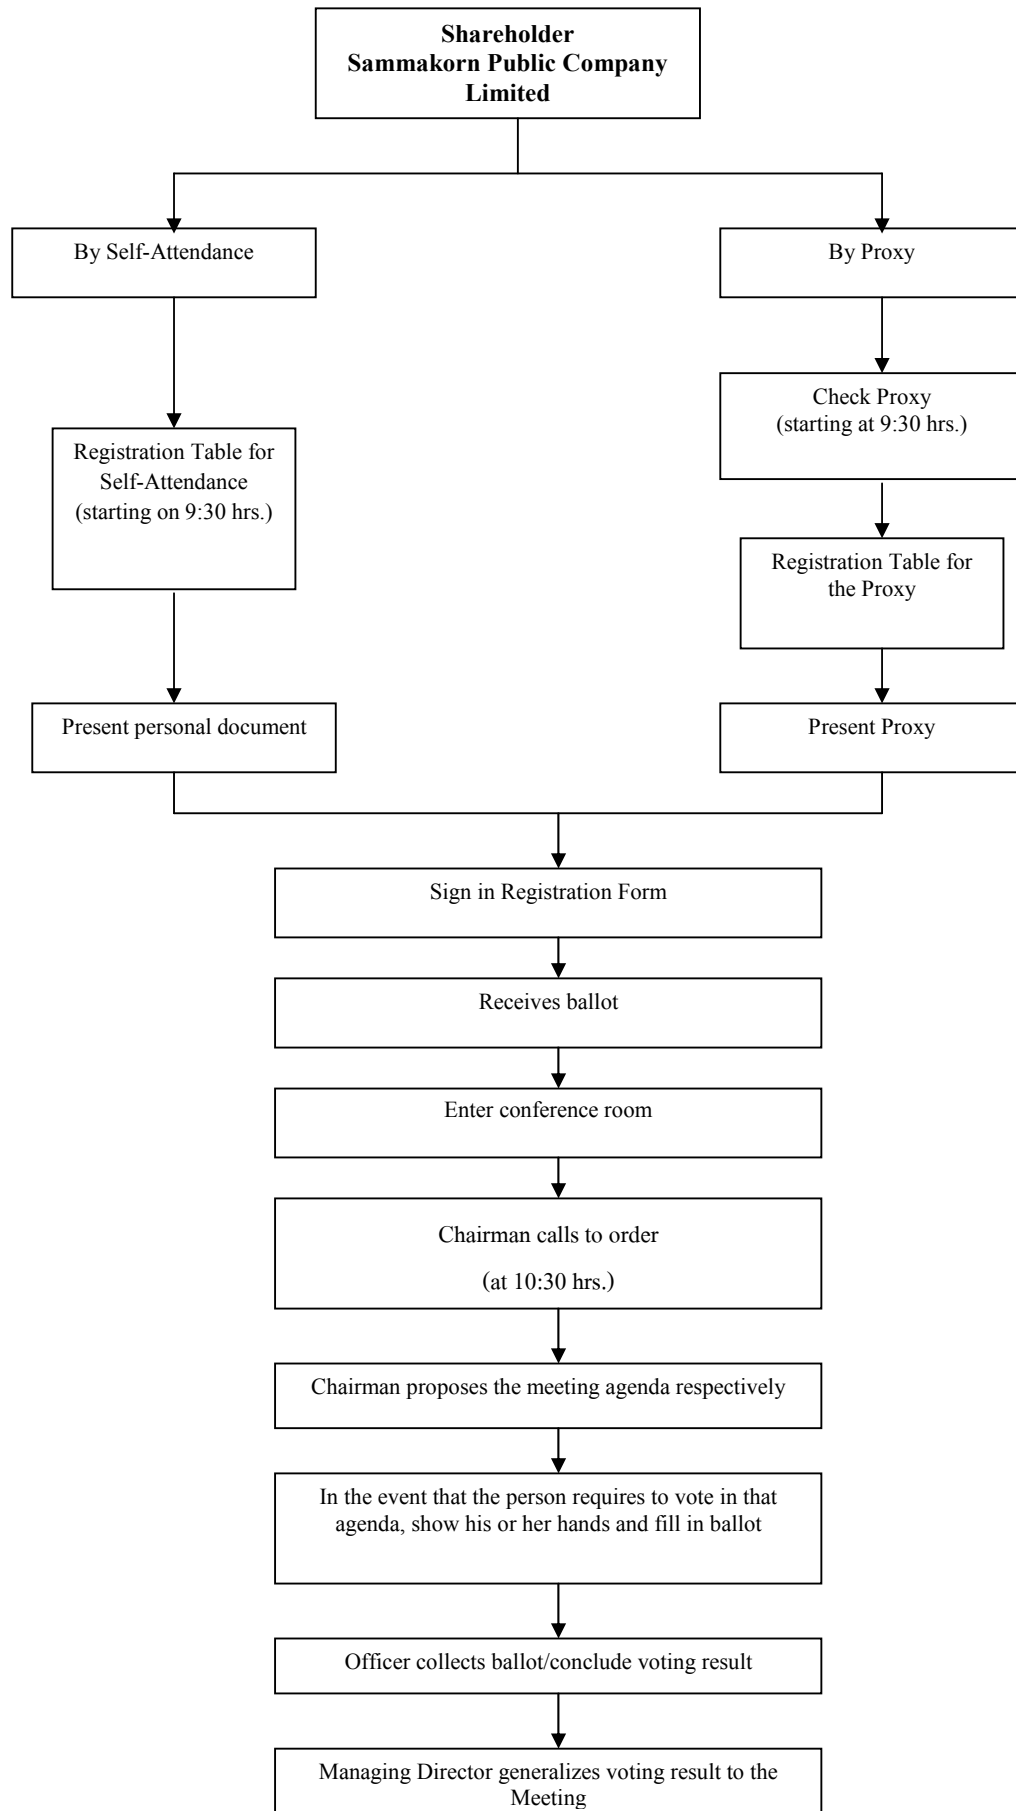 Shareholder
Sammakorn Public Company
Limited
By Self-Attendance
By Proxy
Check Proxy
(starting at 9:30 hrs.)
Registration Table for
Self-Attendance
(starting on 9:30 hrs.)
Registration Table for
the Proxy
Present personal document
Present Proxy
Sign in Registration Form
Receives ballot
Enter conference room
Chairman calls to order
(at 10:30 hrs.)
Chairman proposes the meeting agenda respectively
In the event that the person requires to vote in that
agenda, show his or her hands and fill in ballot
Officer collects ballot/conclude voting result
Managing Director generalizes voting result to the
Meeting